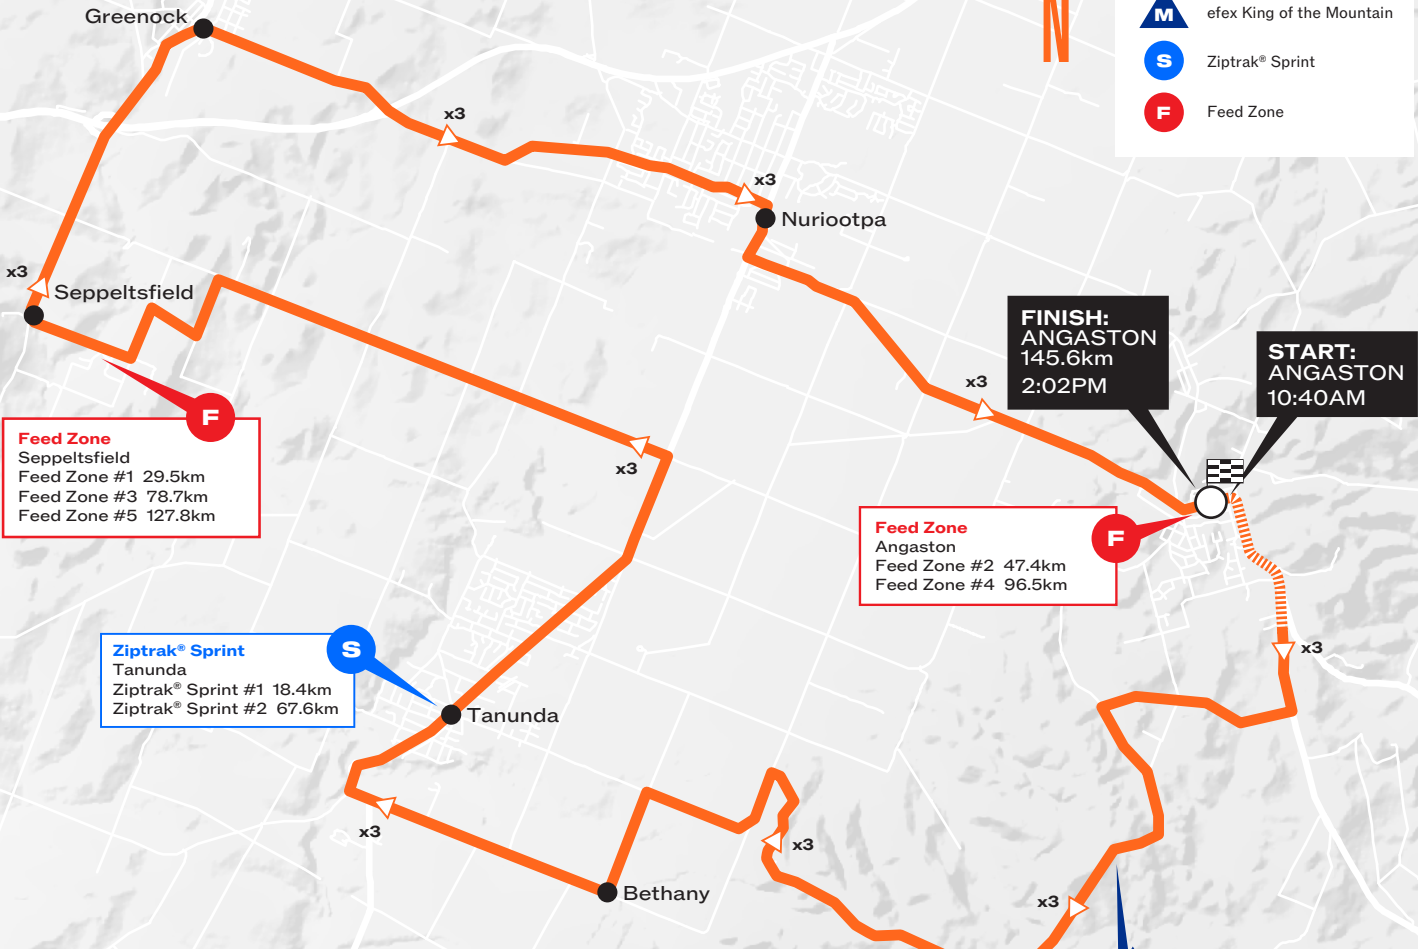 Greenock
N
M
efex King of the Mountain
S
Ziptrak® Sprint
F
Feed Zone
x3
x3
Nuriootpa
x3
Seppeltsfield
FINISH:
ANGASTON
145.6km
2:02PM
START:
ANGASTON
10:40AM
x3
F
Feed Zone
Seppeltsfield
Feed Zone #1 29.5km
Feed Zone #3 78.7km
Feed Zone #5 127.8km
x3
F
Feed Zone
Angaston
Feed Zone #2 47.4km
Feed Zone #4 96.5km
S
Ziptrak® Sprint
Tanunda
Ziptrak® Sprint #1 18.4km
Ziptrak® Sprint #2 67.6km
x3
Tanunda
x3
x3
Bethany
x3